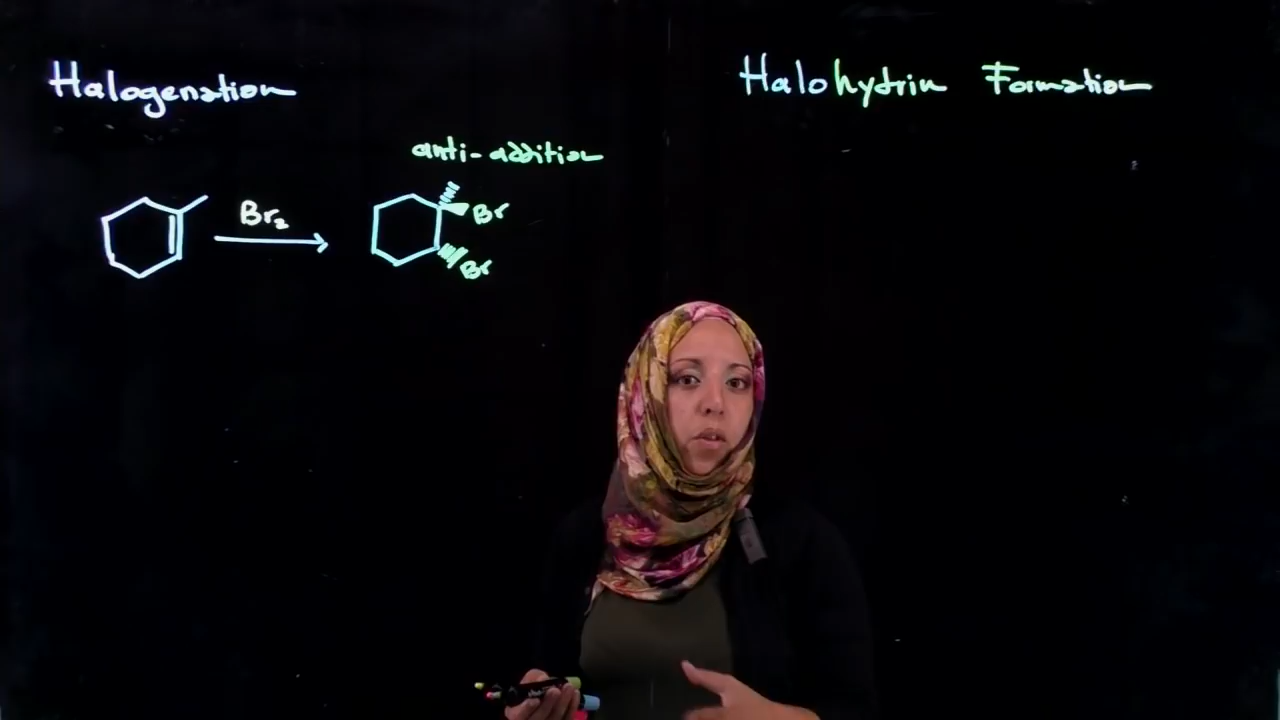 Halogenation
Halohydrin Formation
anti-addition
Br₂
Br
Br